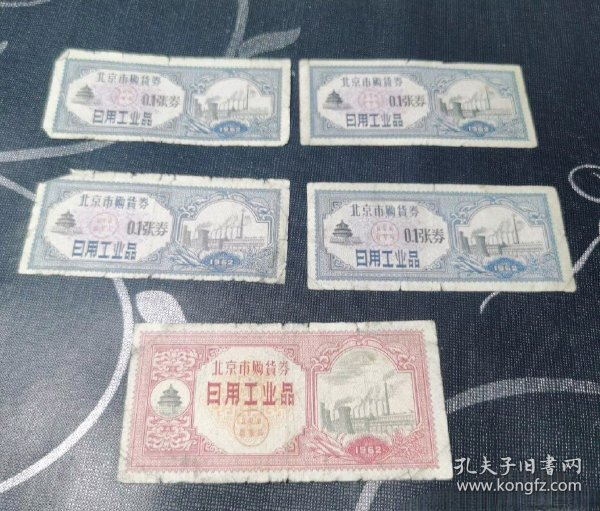 北京市购货券
0.1张券
日用工业品
1962
北京市购货券
0.1张券
日用工业品
1962
北京市购货券
0.1张券
日用工业品
1962
北京市购货券
0.1张券
日用工业品
1962
北京市购货券
日用工业品
1962
孔夫子旧书网
www.kongfz.com